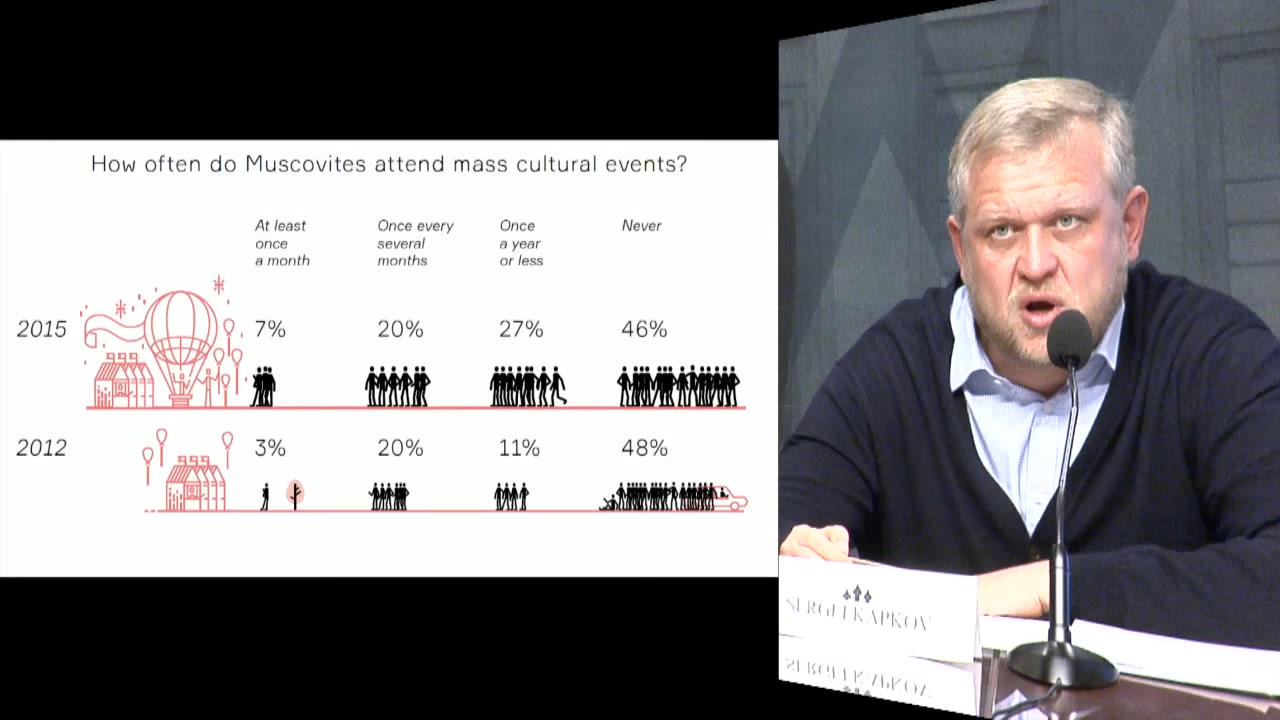 How often do Muscovites attend mass cultural events?
At least
once
a month
Once every
several
months
Once
a year
or less
Never
2015 7% 20% 27% 46%
2012 3% 20% 11% 48%
SERGEI KAPKOV